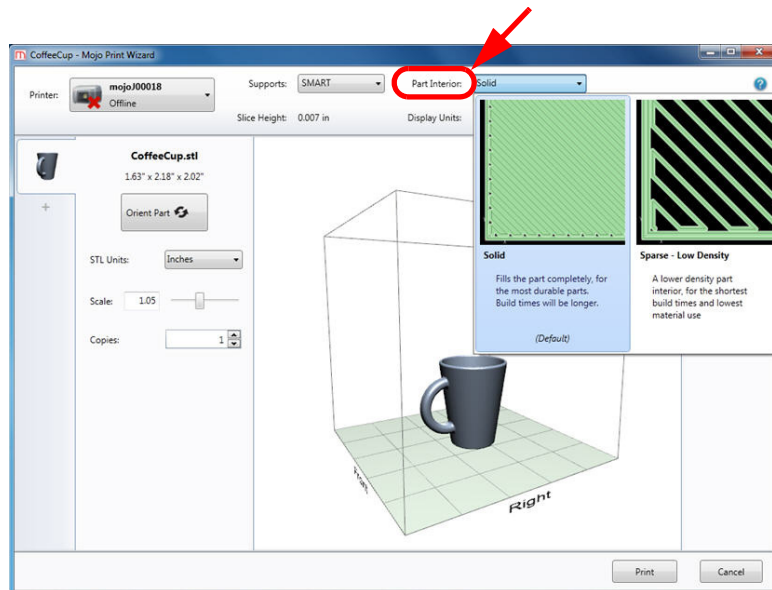 CoffeeCup - Mojo Print Wizard
Printer:
mojoJ00018
Offline
Supports:
SMART
Part Interior:
Solid
Slice Height:
0.007 in
Display Units:
CoffeeCup.stl
1.63" x 2.18" x 2.02"
Orient Part
STL Units:
Inches
Scale:
1.05
Copies:
1
Solid
Fills the part completely, for
the most durable parts.
Build times will be longer.
(Default)
Sparse - Low Density
A lower density part
interior, for the shortest
build times and lowest
material use
Front
Right
Print
Cancel